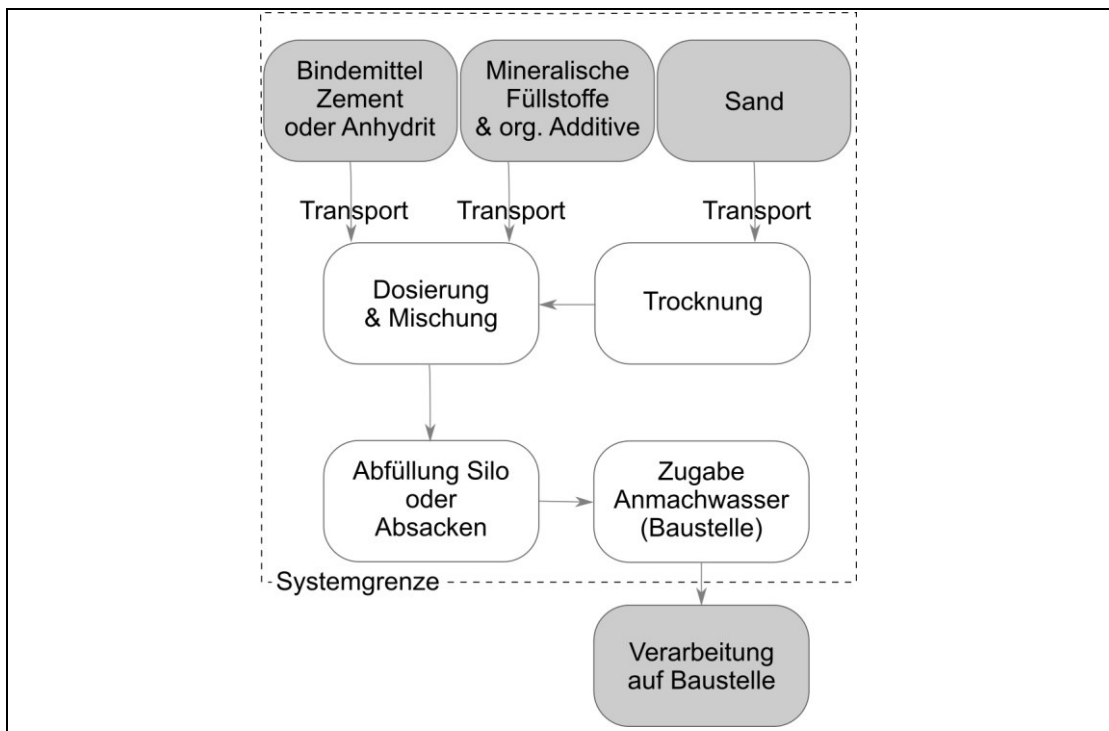 Bindemittel
Zement
oder Anhydrit
Mineralische
Füllstoffe
& org. Additive
Sand
Transport
Transport
Transport
Dosierung
& Mischung
Trocknung
Abfüllung Silo
oder
Absacken
Zugabe
Anmachwasser
(Baustelle)
Systemgrenze
Verarbeitung
auf Baustelle